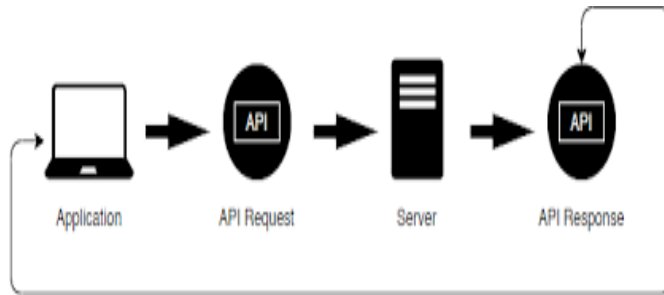 API
API
Application
API Request
Server
API Response